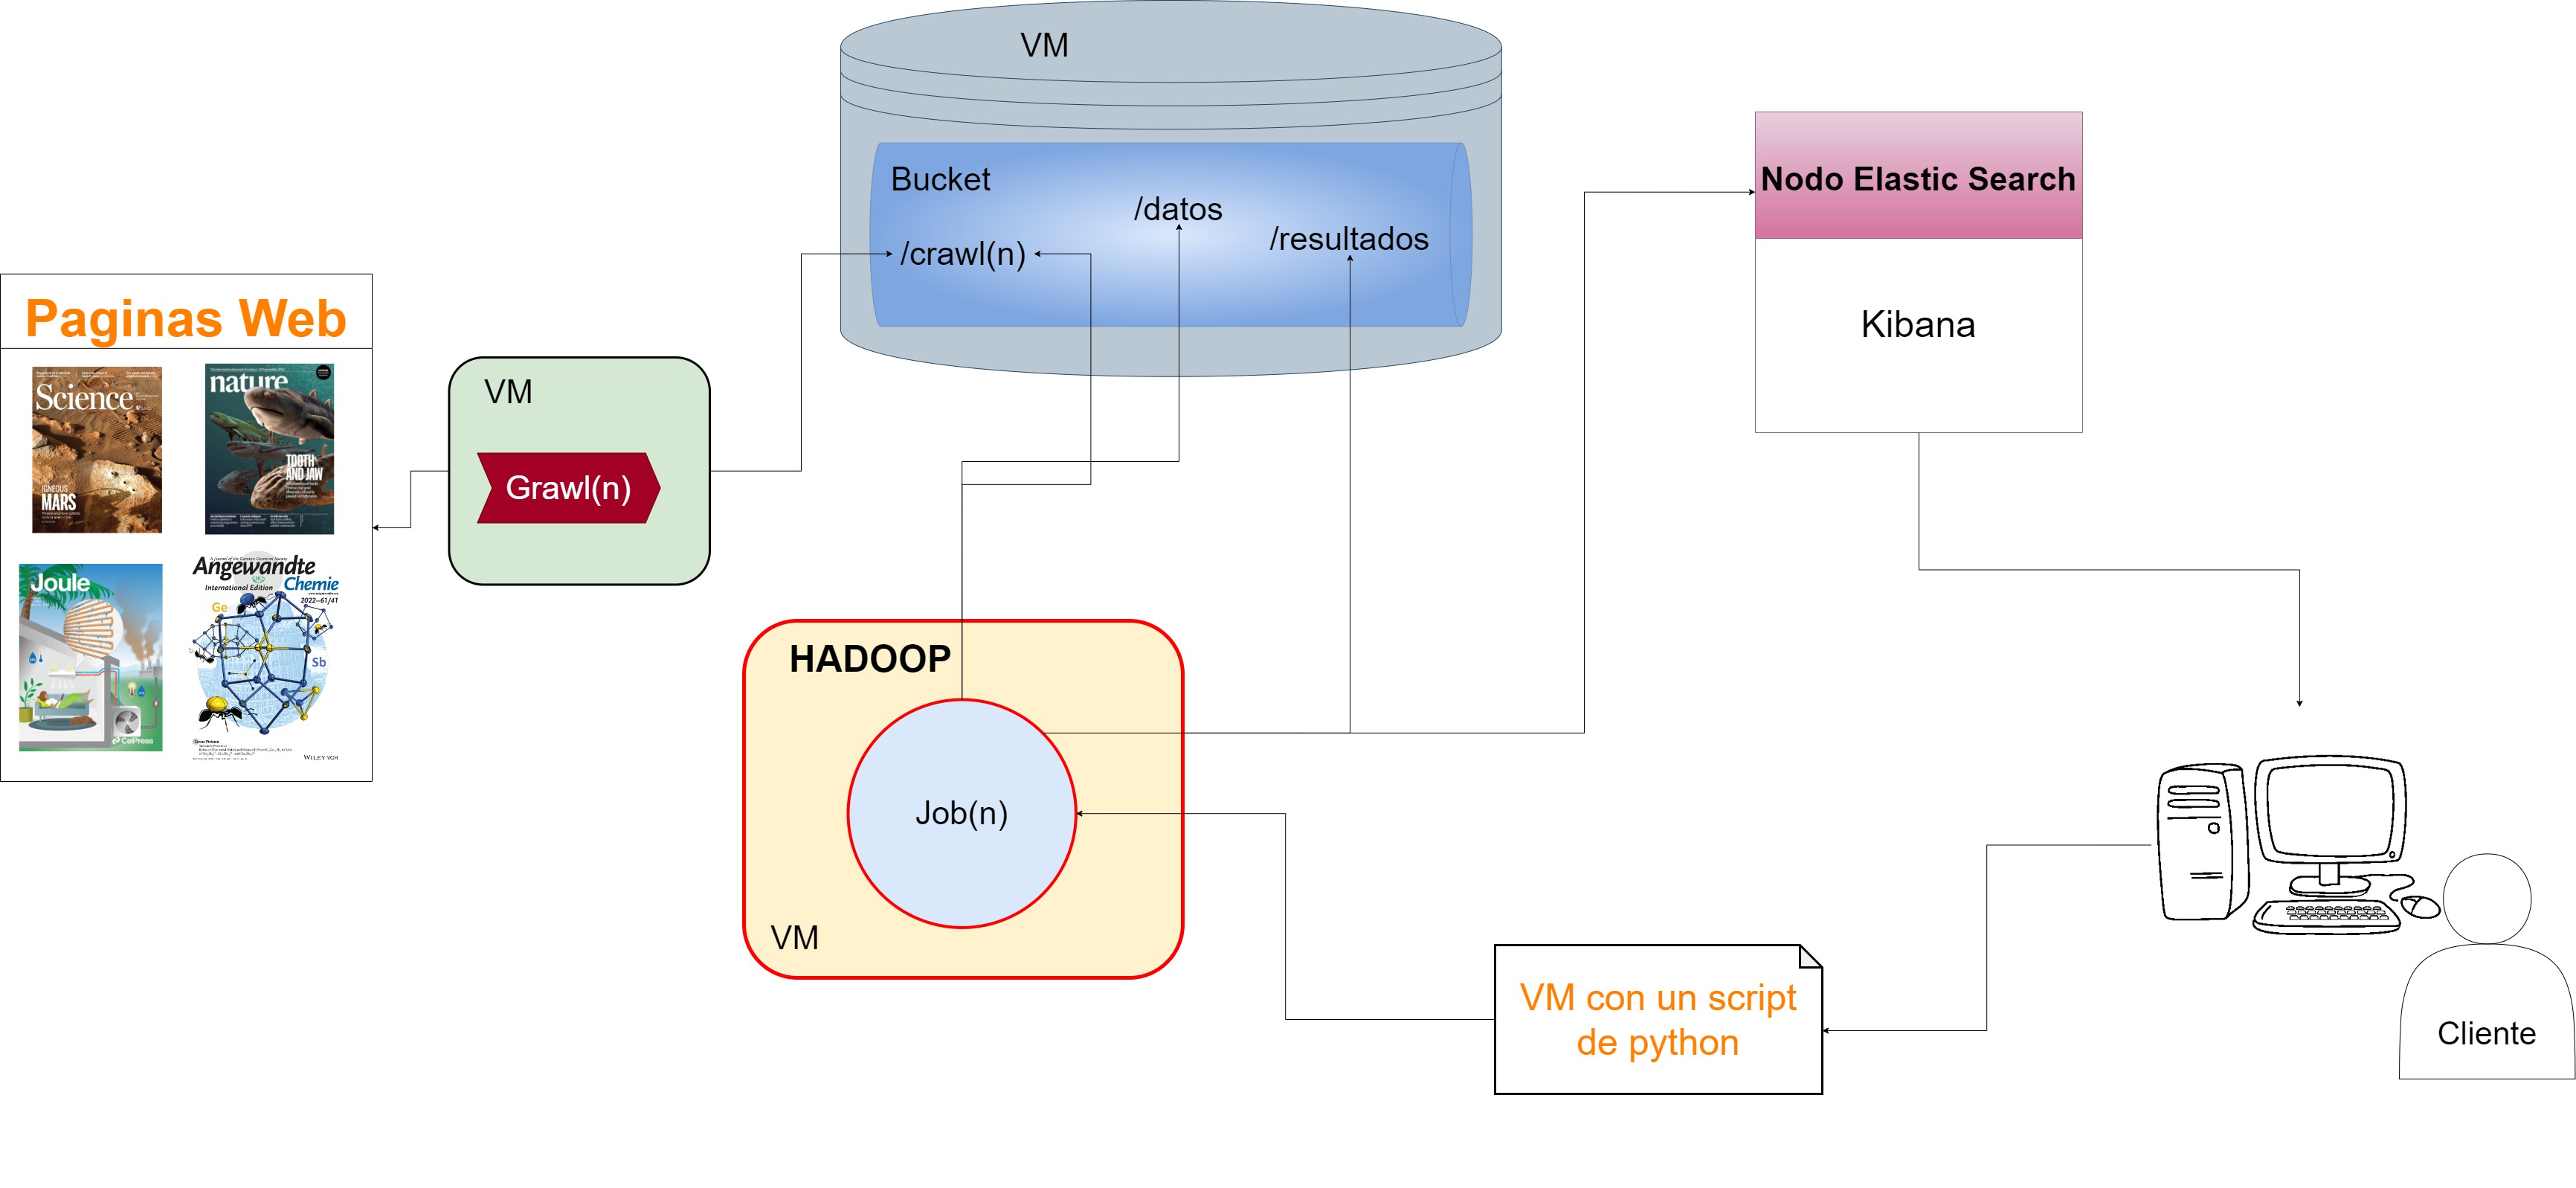 VM
Bucket
/datos
/resultados
/crawl(n)
Nodo Elastic Search
Kibana
Paginas Web
Science
IGNEOUS
MARS
nature
TOOTH
AND JAW
Joule
CellPress
Angewandte
International Edition Chemie
2022–61/41
Ge
Sb
WILEY-VCH
VM
Grawl(n)
HADOOP
Job(n)
VM
VM con un script
de python
Cliente